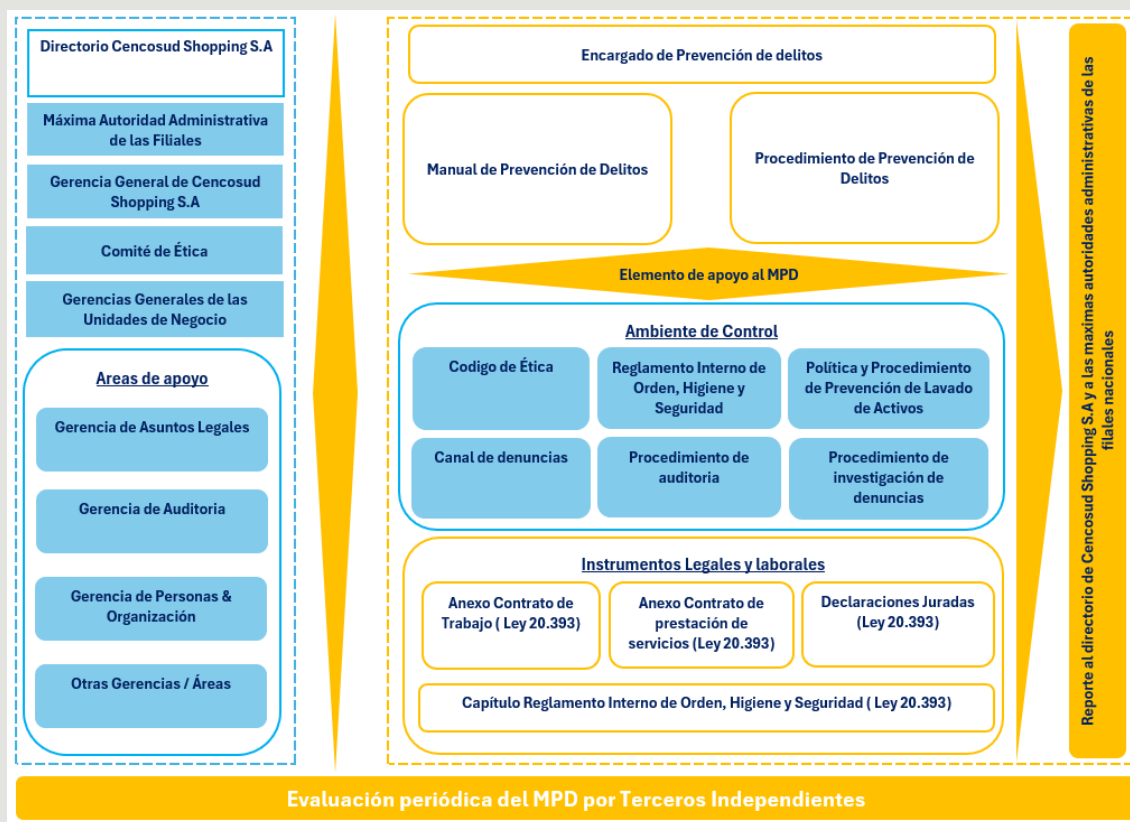 Directorio Cencosud Shopping S.A
Máxima Autoridad Administrativa
de las Filiales
Gerencia General de Cencosud
Shopping S.A
Comité de Ética
Gerencias Generales de las
Unidades de Negocio
Areas de apoyo
Gerencia de Asuntos Legales
Gerencia de Auditoria
Gerencia de Personas &
Organización
Otras Gerencias / Áreas
Encargado de Prevención de delitos
Manual de Prevención de Delitos
Procedimiento de Prevención de
Delitos
Elemento de apoyo al MPD
Ambiente de Control
Codigo de Ética
Reglamento Interno de
Orden, Higiene y
Seguridad
Política y Procedimiento
de Prevención de Lavado
de Activos
Canal de denuncias
Procedimiento de
auditoria
Procedimiento de
investigación de
denuncias
Instrumentos Legales y laborales
Anexo Contrato de
Trabajo ( Ley 20.393)
Anexo Contrato de
prestación de
servicios (Ley 20.393)
Declaraciones Juradas
(Ley 20.393)
Capítulo Reglamento Interno de Orden, Higiene y Seguridad ( Ley 20.393)
Reporte al directorio de Cencosud Shopping S.A y a las maximas autoridades administrativas de las
filales nacionales
Evaluación periódica del MPD por Terceros Independientes